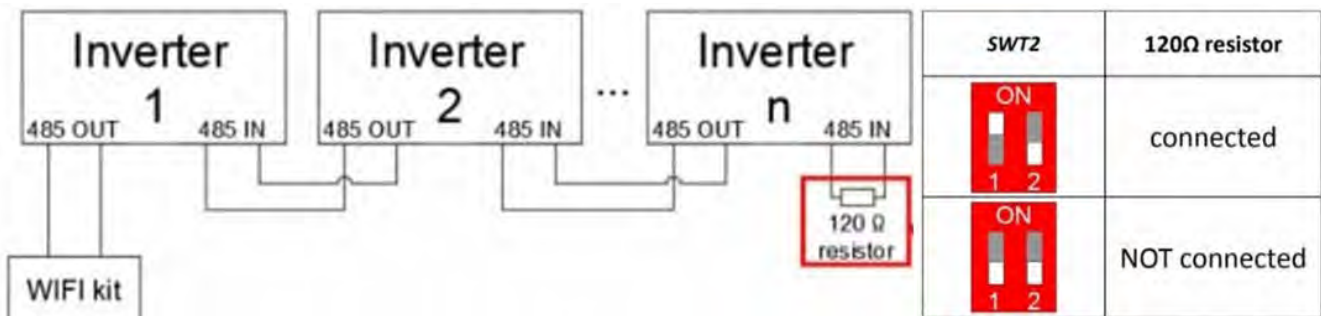 Inverter
1
485 OUT
485 IN
Inverter
2
485 OUT
485 IN
...
Inverter
n
485 OUT
485 IN
120 Ω
resistor
WIFI kit
SWT2
120Ω resistor
ON
1 2
connected
ON
1 2
NOT connected